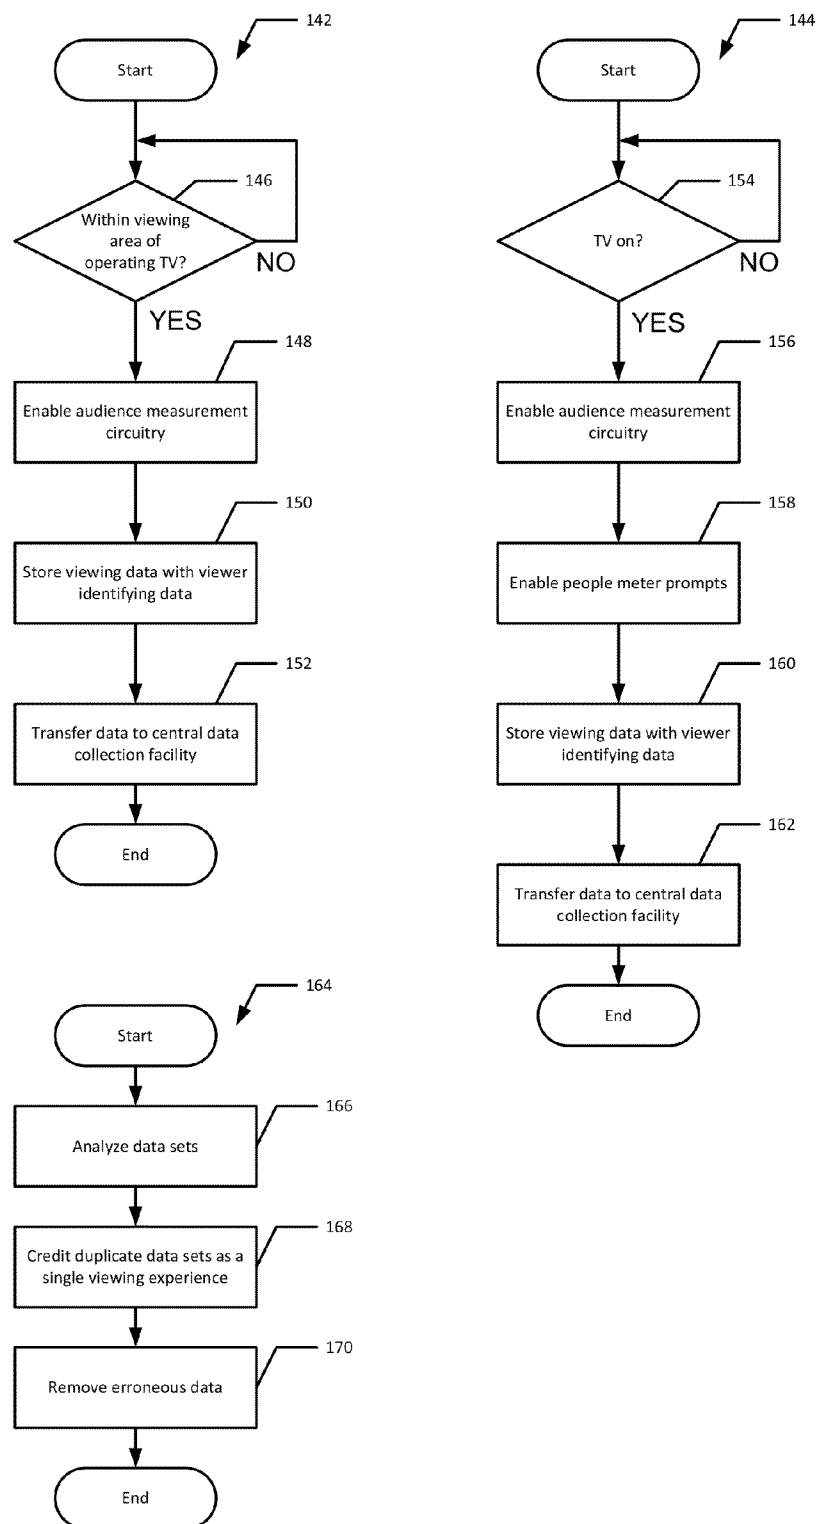 142
Start
146
Within viewing
area of
operating TV?
NO
YES
148
Enable audience measurement
circuitry
150
Store viewing data with viewer
identifying data
152
Transfer data to central data
collection facility
End
144
Start
154
TV on?
NO
YES
156
Enable audience measurement
circuitry
158
Enable people meter prompts
160
Store viewing data with viewer
identifying data
162
Transfer data to central data
collection facility
End
164
Start
166
Analyze data sets
168
Credit duplicate data sets as a
single viewing experience
170
Remove erroneous data
End